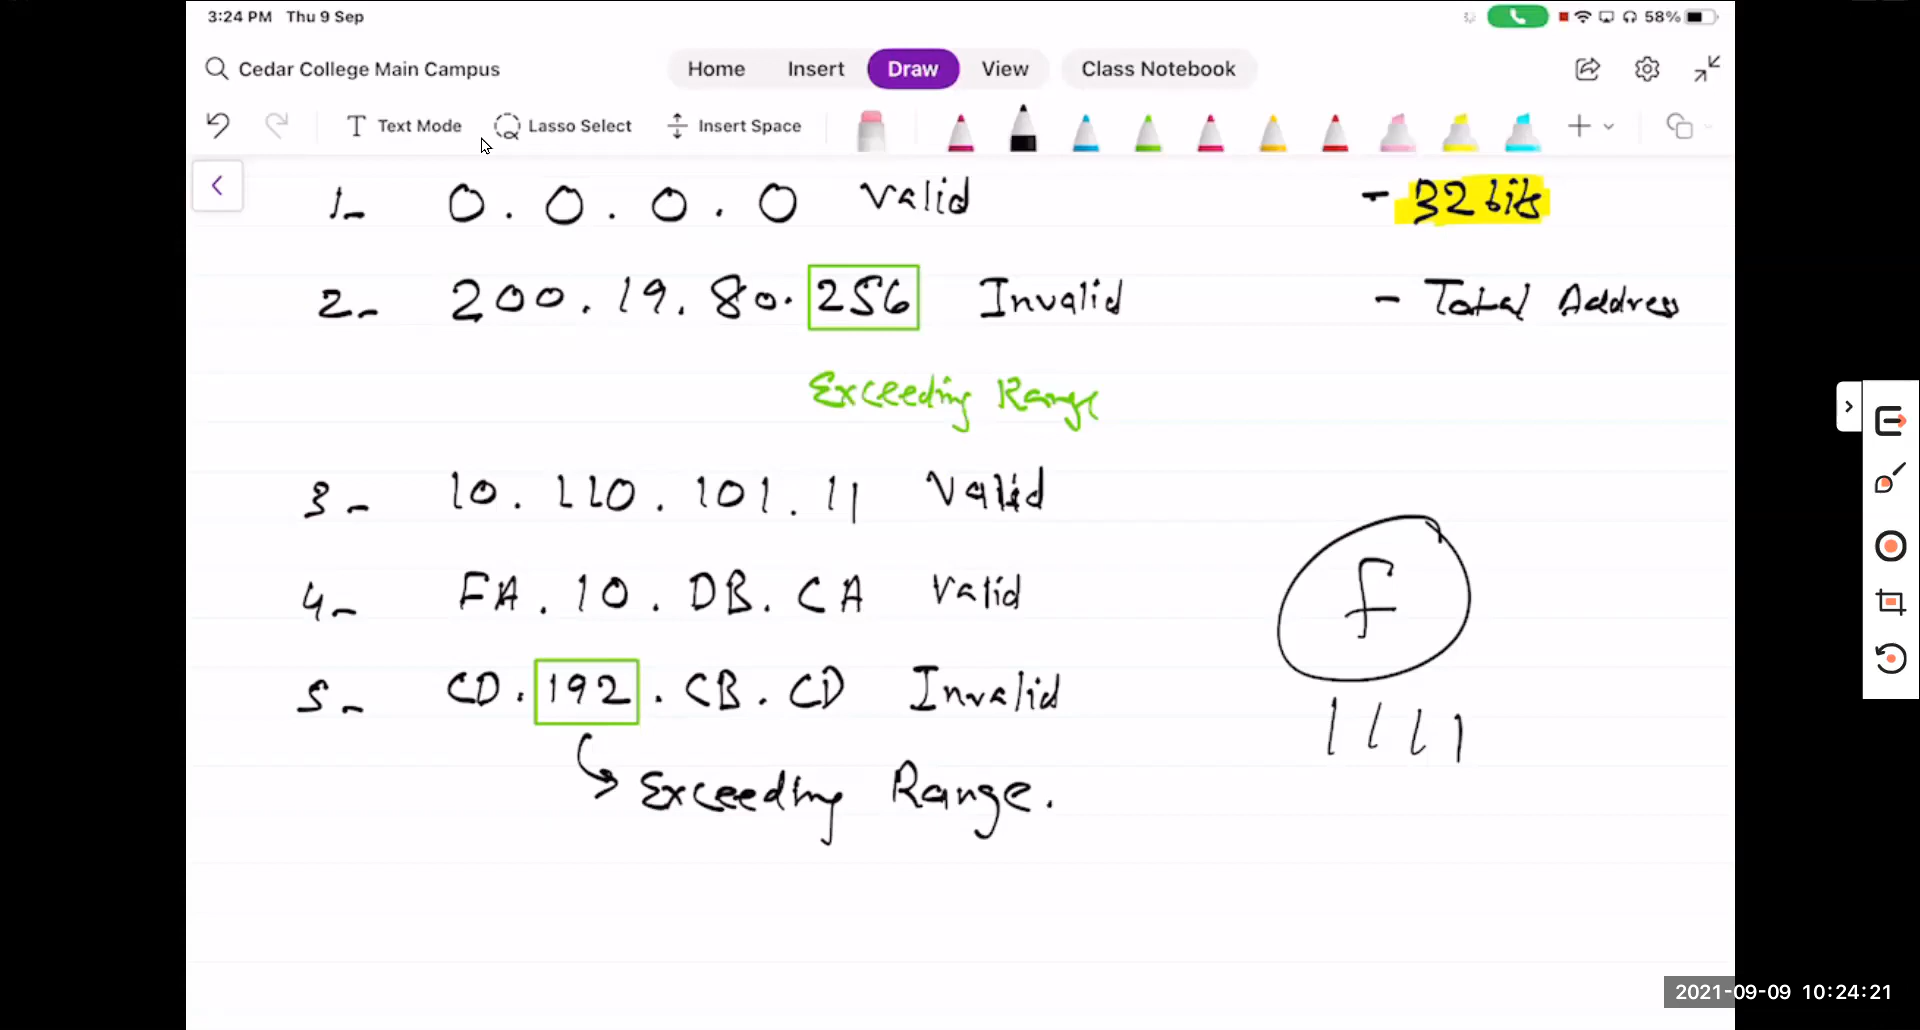 3:24 PM Thu 9 Sep 58%
Cedar College Main Campus Home Insert Draw View Class Notebook
Text Mode Lasso Select Insert Space
1- 0.0.0.0 Valid - 32 bits
2- 200.19.80.256 Invalid - Total Address
Exceeding Range
3- 10.110.101.11 Valid
4- FA.10.DB.CA Valid
F
5- CD.192.CB.CD Invalid
1111
Exceeding Range.
2021-09-09 10:24:21